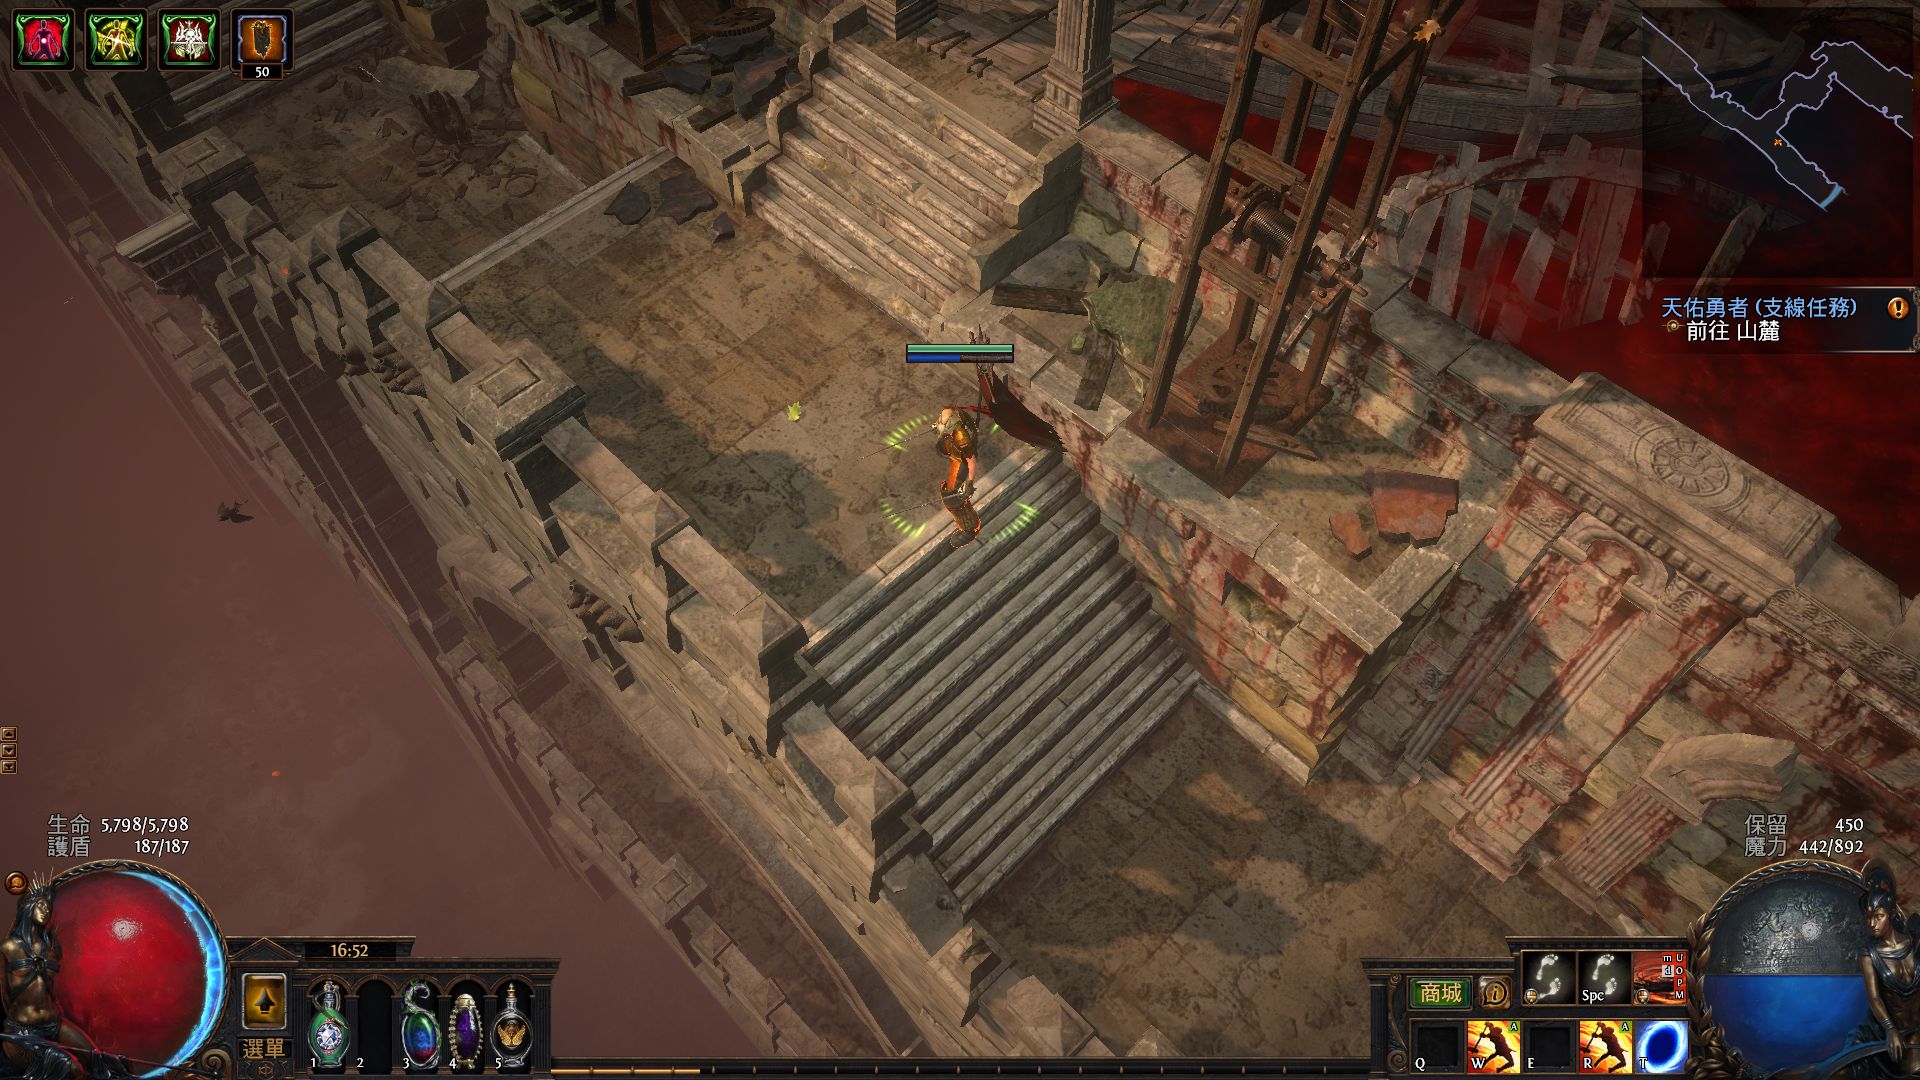 50
天佑勇者 (支線任務)
前往 山麓
生命 5,798/5,798
護盾 187/187
保留 450
魔力 442/892
16:52
選單
1 2 3 4 5
商城
Spc
m U
d O
P
M
A A
Q W E R T